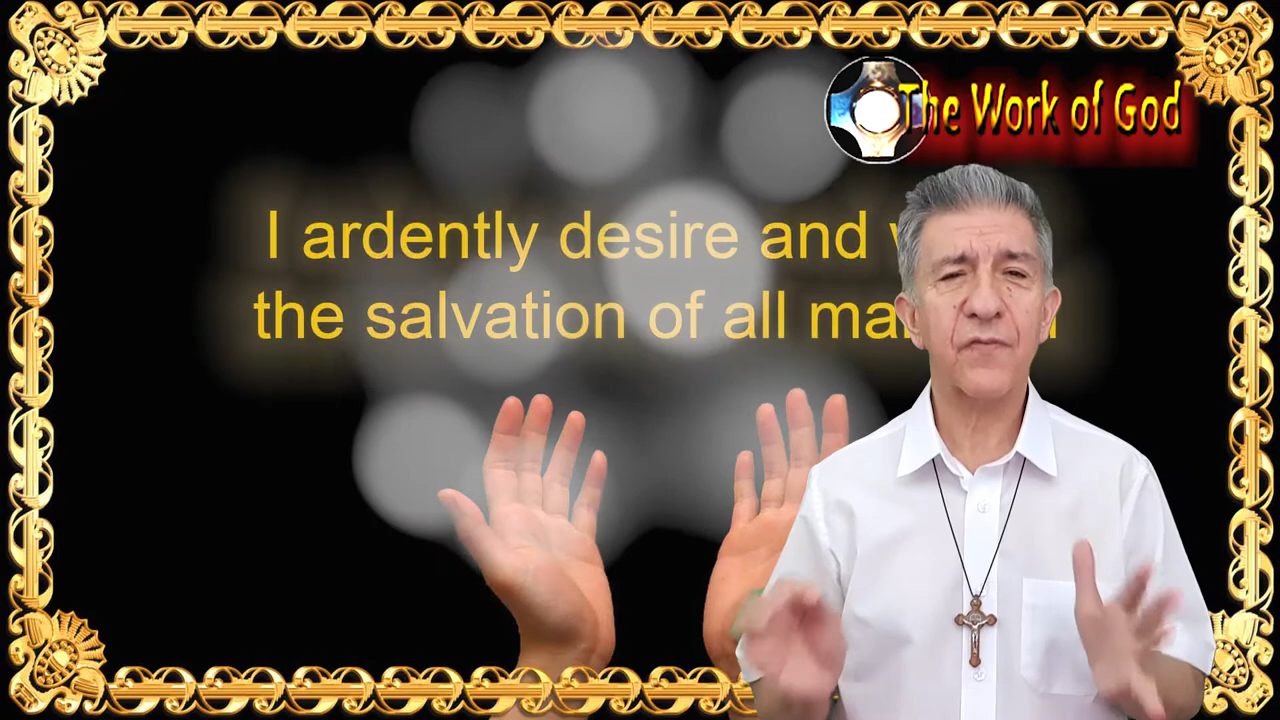 The Work of God
I ardently desire and
the salvation of all